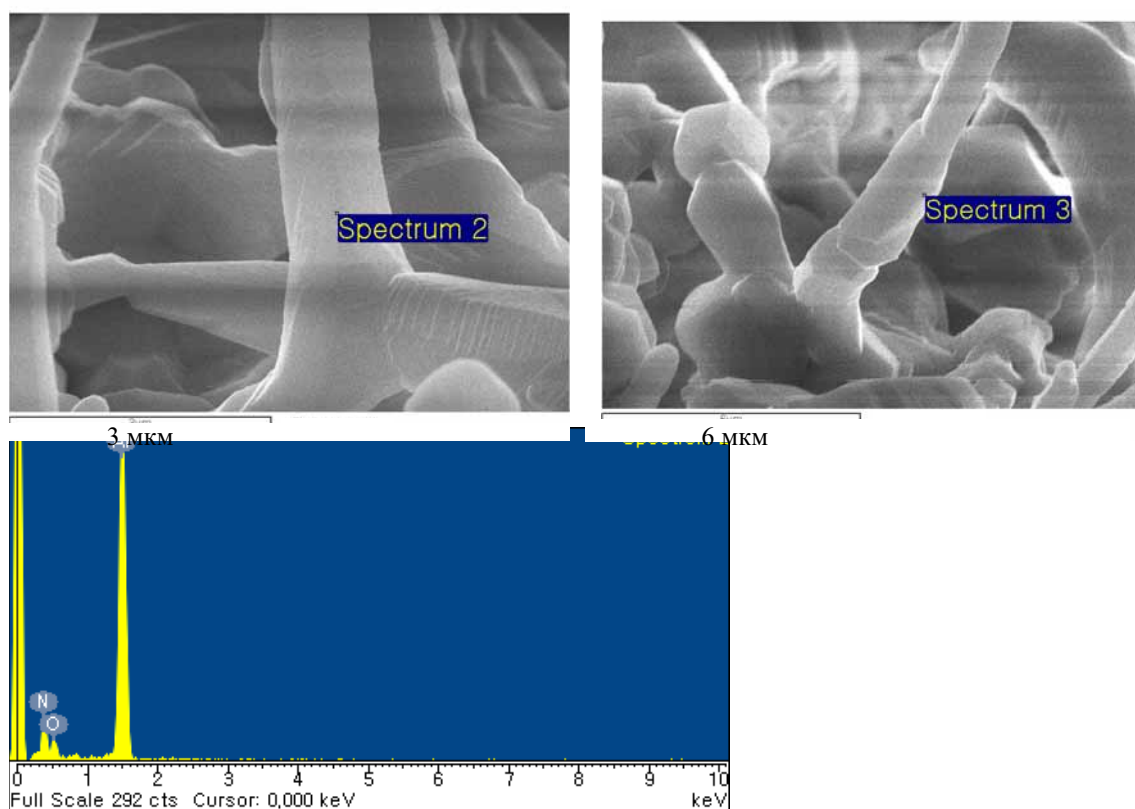 Spectrum 2
Spectrum 3
3 мкм
6 мкм
N
O
0 1 2 3 4 5 6 7 8 9 10
Full Scale 292 cts Cursor: 0,000 keV
keV